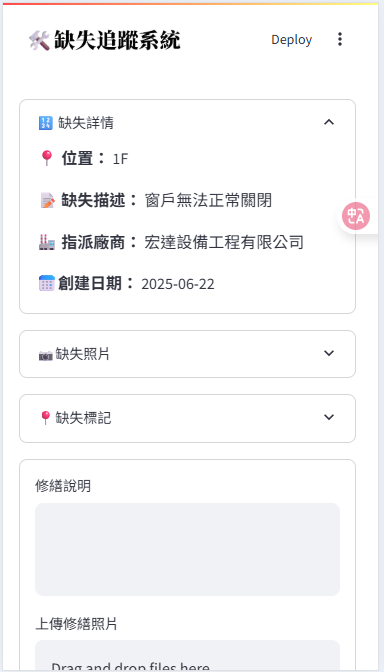 🛠️ 缺失追蹤系統
Deploy
🔢 缺失詳情
📍 位置： 1F
📝 缺失描述： 窗戶無法正常關閉
🏭 指派廠商： 宏達設備工程有限公司
🗓️ 創建日期： 2025-06-22
📷 缺失照片
📍 缺失標記
修繕說明
上傳修繕照片
Drag and drop files here